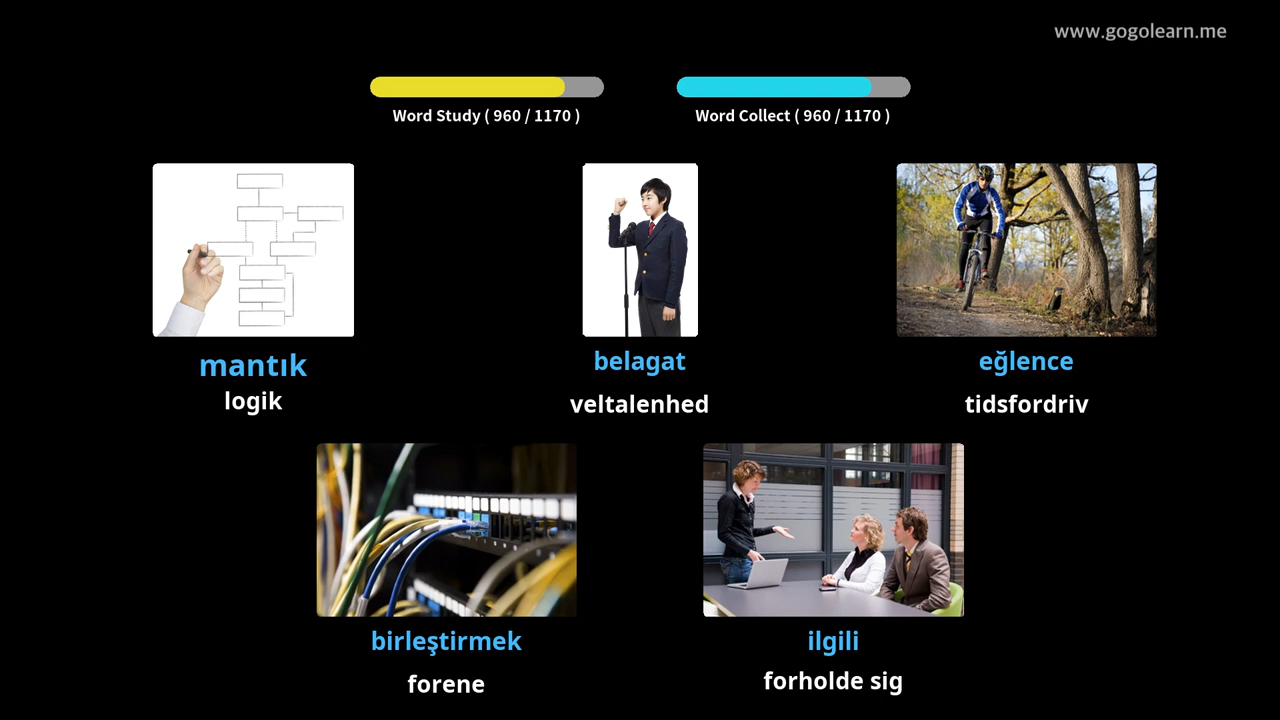 www.gogolearn.me
Word Study ( 960 / 1170 )
Word Collect ( 960 / 1170 )
mantık
logik
belagat
veltalenhed
eğlence
tidsfordriv
birleştirmek
forene
ilgili
forholde sig